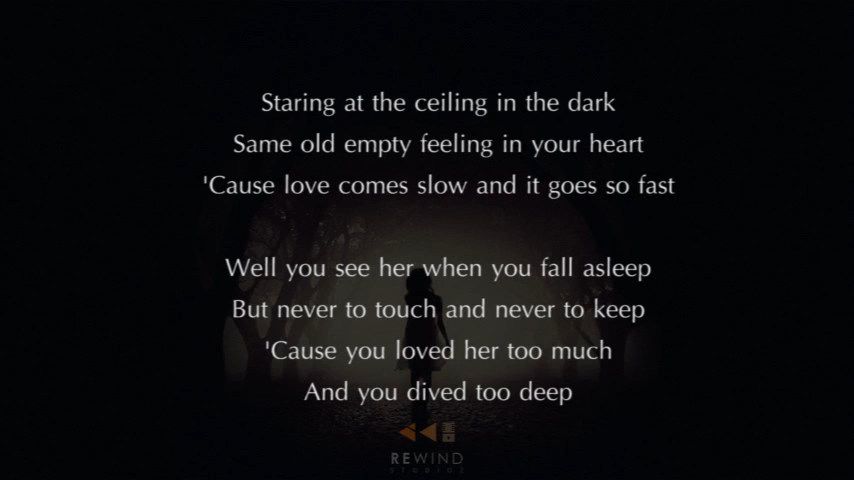 Staring at the ceiling in the dark
Same old empty feeling in your heart
'Cause love comes slow and it goes so fast
Well you see her when you fall asleep
But never to touch and never to keep
'Cause you loved her too much
And you dived too deep
REWIND
STUDIOS